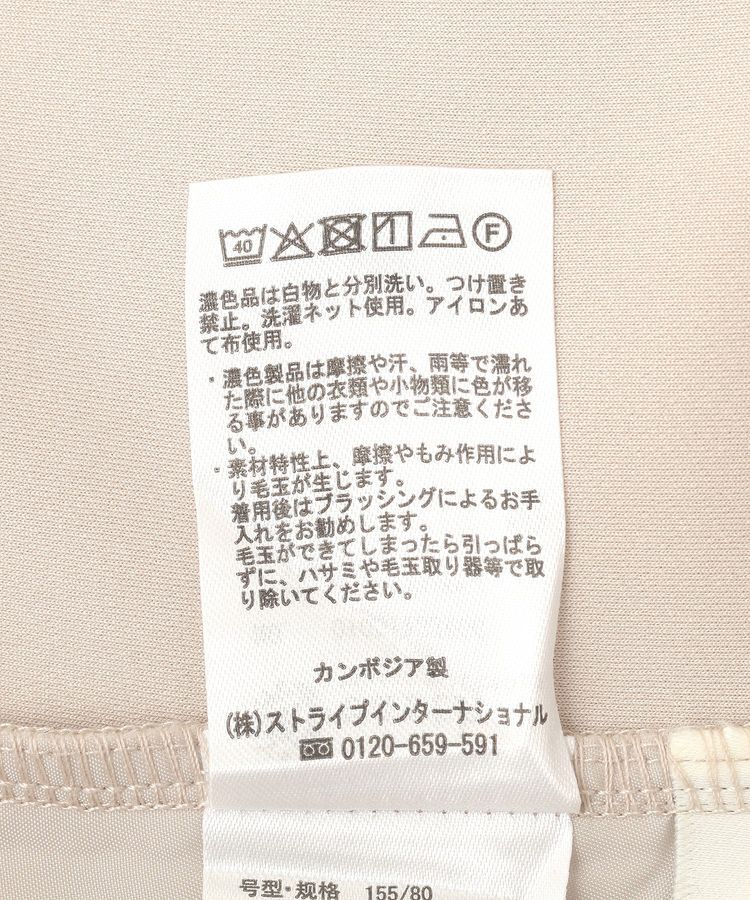 40 F
濃色品は白物と分別洗い。つけ置き
禁止。洗濯ネット使用。アイロンあ
て布使用。
・濃色製品は摩擦や汗、雨等で濡れ
た際に他の衣類や小物類に色が移
る事がありますのでご注意くださ
い。
・素材特性上、摩擦やもみ作用によ
り毛玉が生じます。
着用後はブラッシングによるお手
入れをお勧めします。
毛玉ができてしまったら引っぱら
ずに、ハサミや毛玉取り器等で取
り除いてください。
カンボジア製
(株)ストライプインターナショナル
0120-659-591
号型・规格 155/80